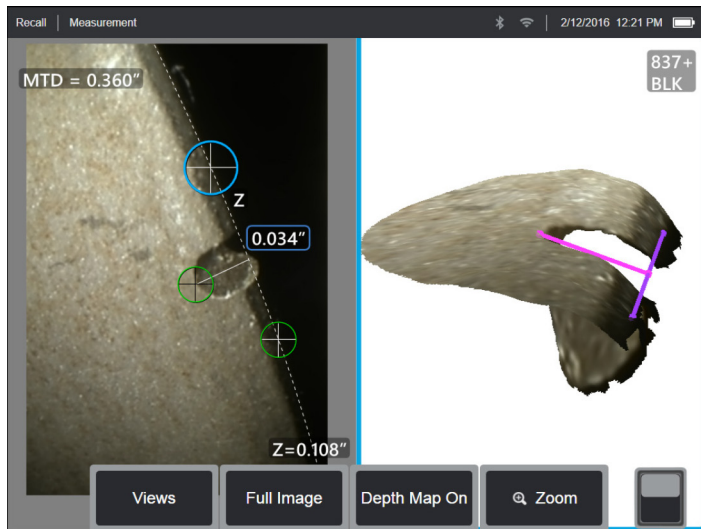 Recall | Measurement
2/12/2016 12:21 PM
MTD = 0.360"
837+
BLK
Z
0.034"
Z=0.108"
Views
Full Image
Depth Map On
Zoom